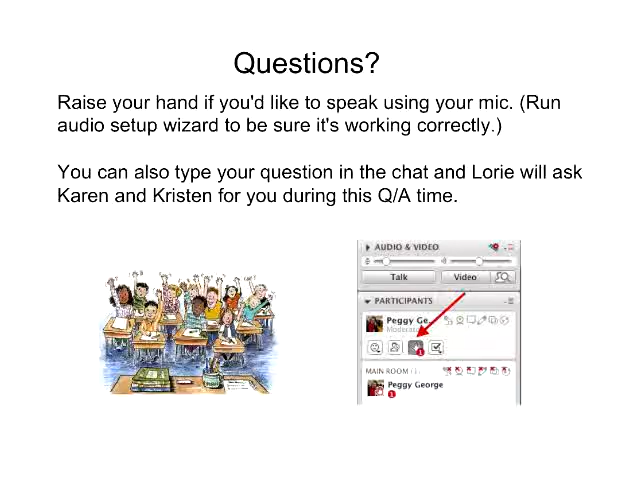 Questions?
Raise your hand if you'd like to speak using your mic. (Run
audio setup wizard to be sure it's working correctly.)
You can also type your question in the chat and Lorie will ask
Karen and Kristen for you during this Q/A time.
AUDIO & VIDEO
Talk Video
PARTICIPANTS
Peggy Ge...
1
MAIN ROOM
Peggy George
1